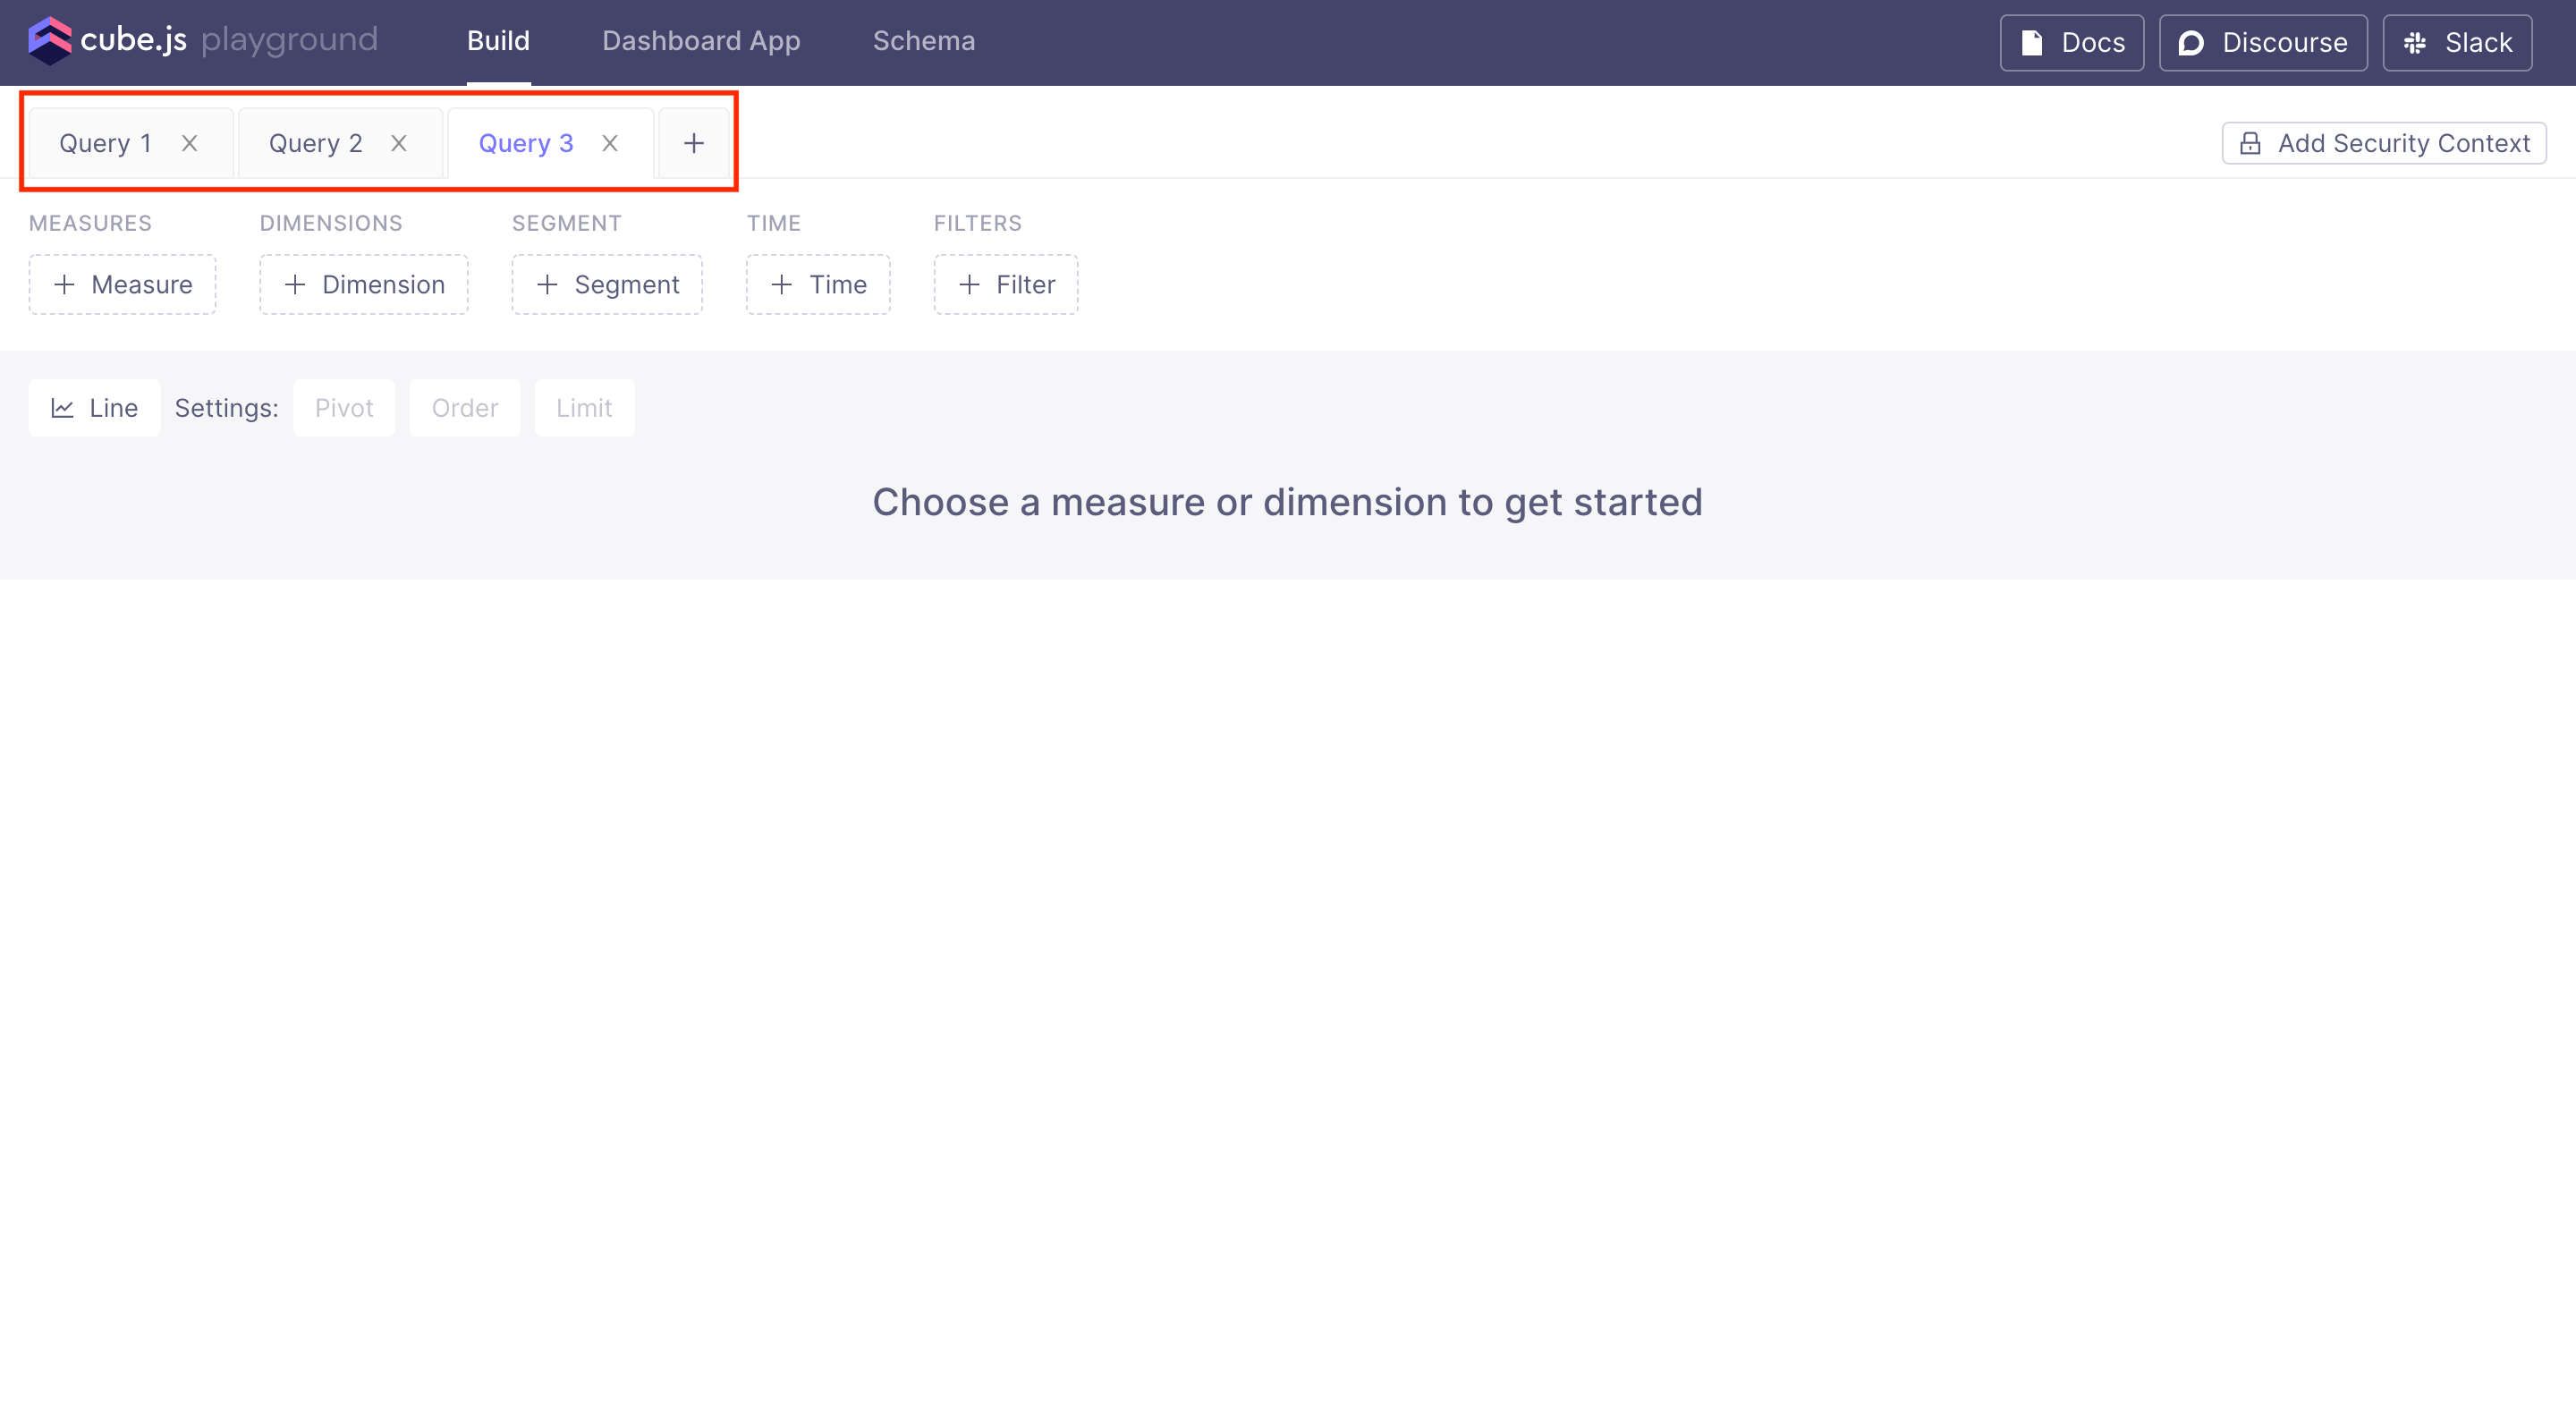 cube.js playground Build Dashboard App Schema Docs Discourse Slack
Query 1 Query 2 Query 3 Add Security Context
MEASURES DIMENSIONS SEGMENT TIME FILTERS
+ Measure + Dimension + Segment + Time + Filter
Line Settings: Pivot Order Limit
Choose a measure or dimension to get started